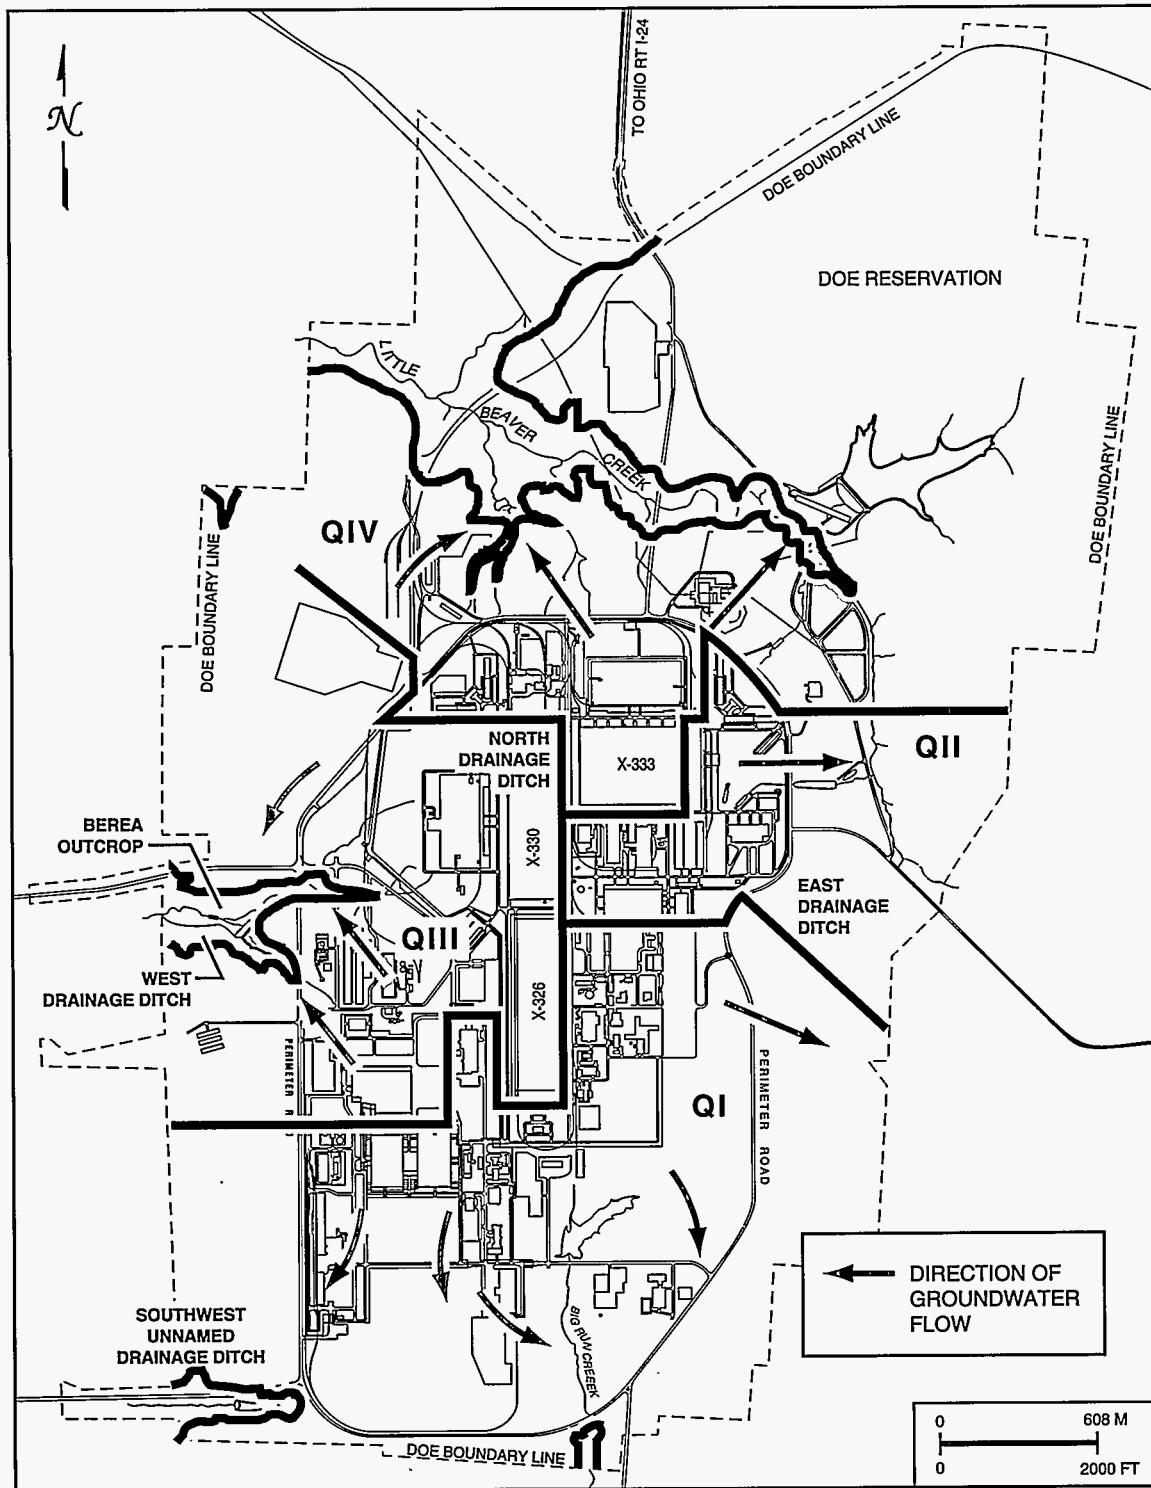 N
TO OHIO RT I-24
DOE BOUNDARY LINE
DOE RESERVATION
LITTLE
BEAVER
CREEK
DOE BOUNDARY LINE
QIV
DOE BOUNDARY LINE
NORTH
DRAINAGE
DITCH
X-333
QII
BEREA
OUTCROP
X-330
EAST
DRAINAGE
DITCH
QIII
WEST
DRAINAGE DITCH
X-326
PERIMETER R
QI
PERIMETER ROAD
DIRECTION OF
GROUNDWATER
FLOW
SOUTHWEST
UNNAMED
DRAINAGE DITCH
BIG RUN CREEEK
DOE BOUNDARY LINE
0 608 M
0 2000 FT